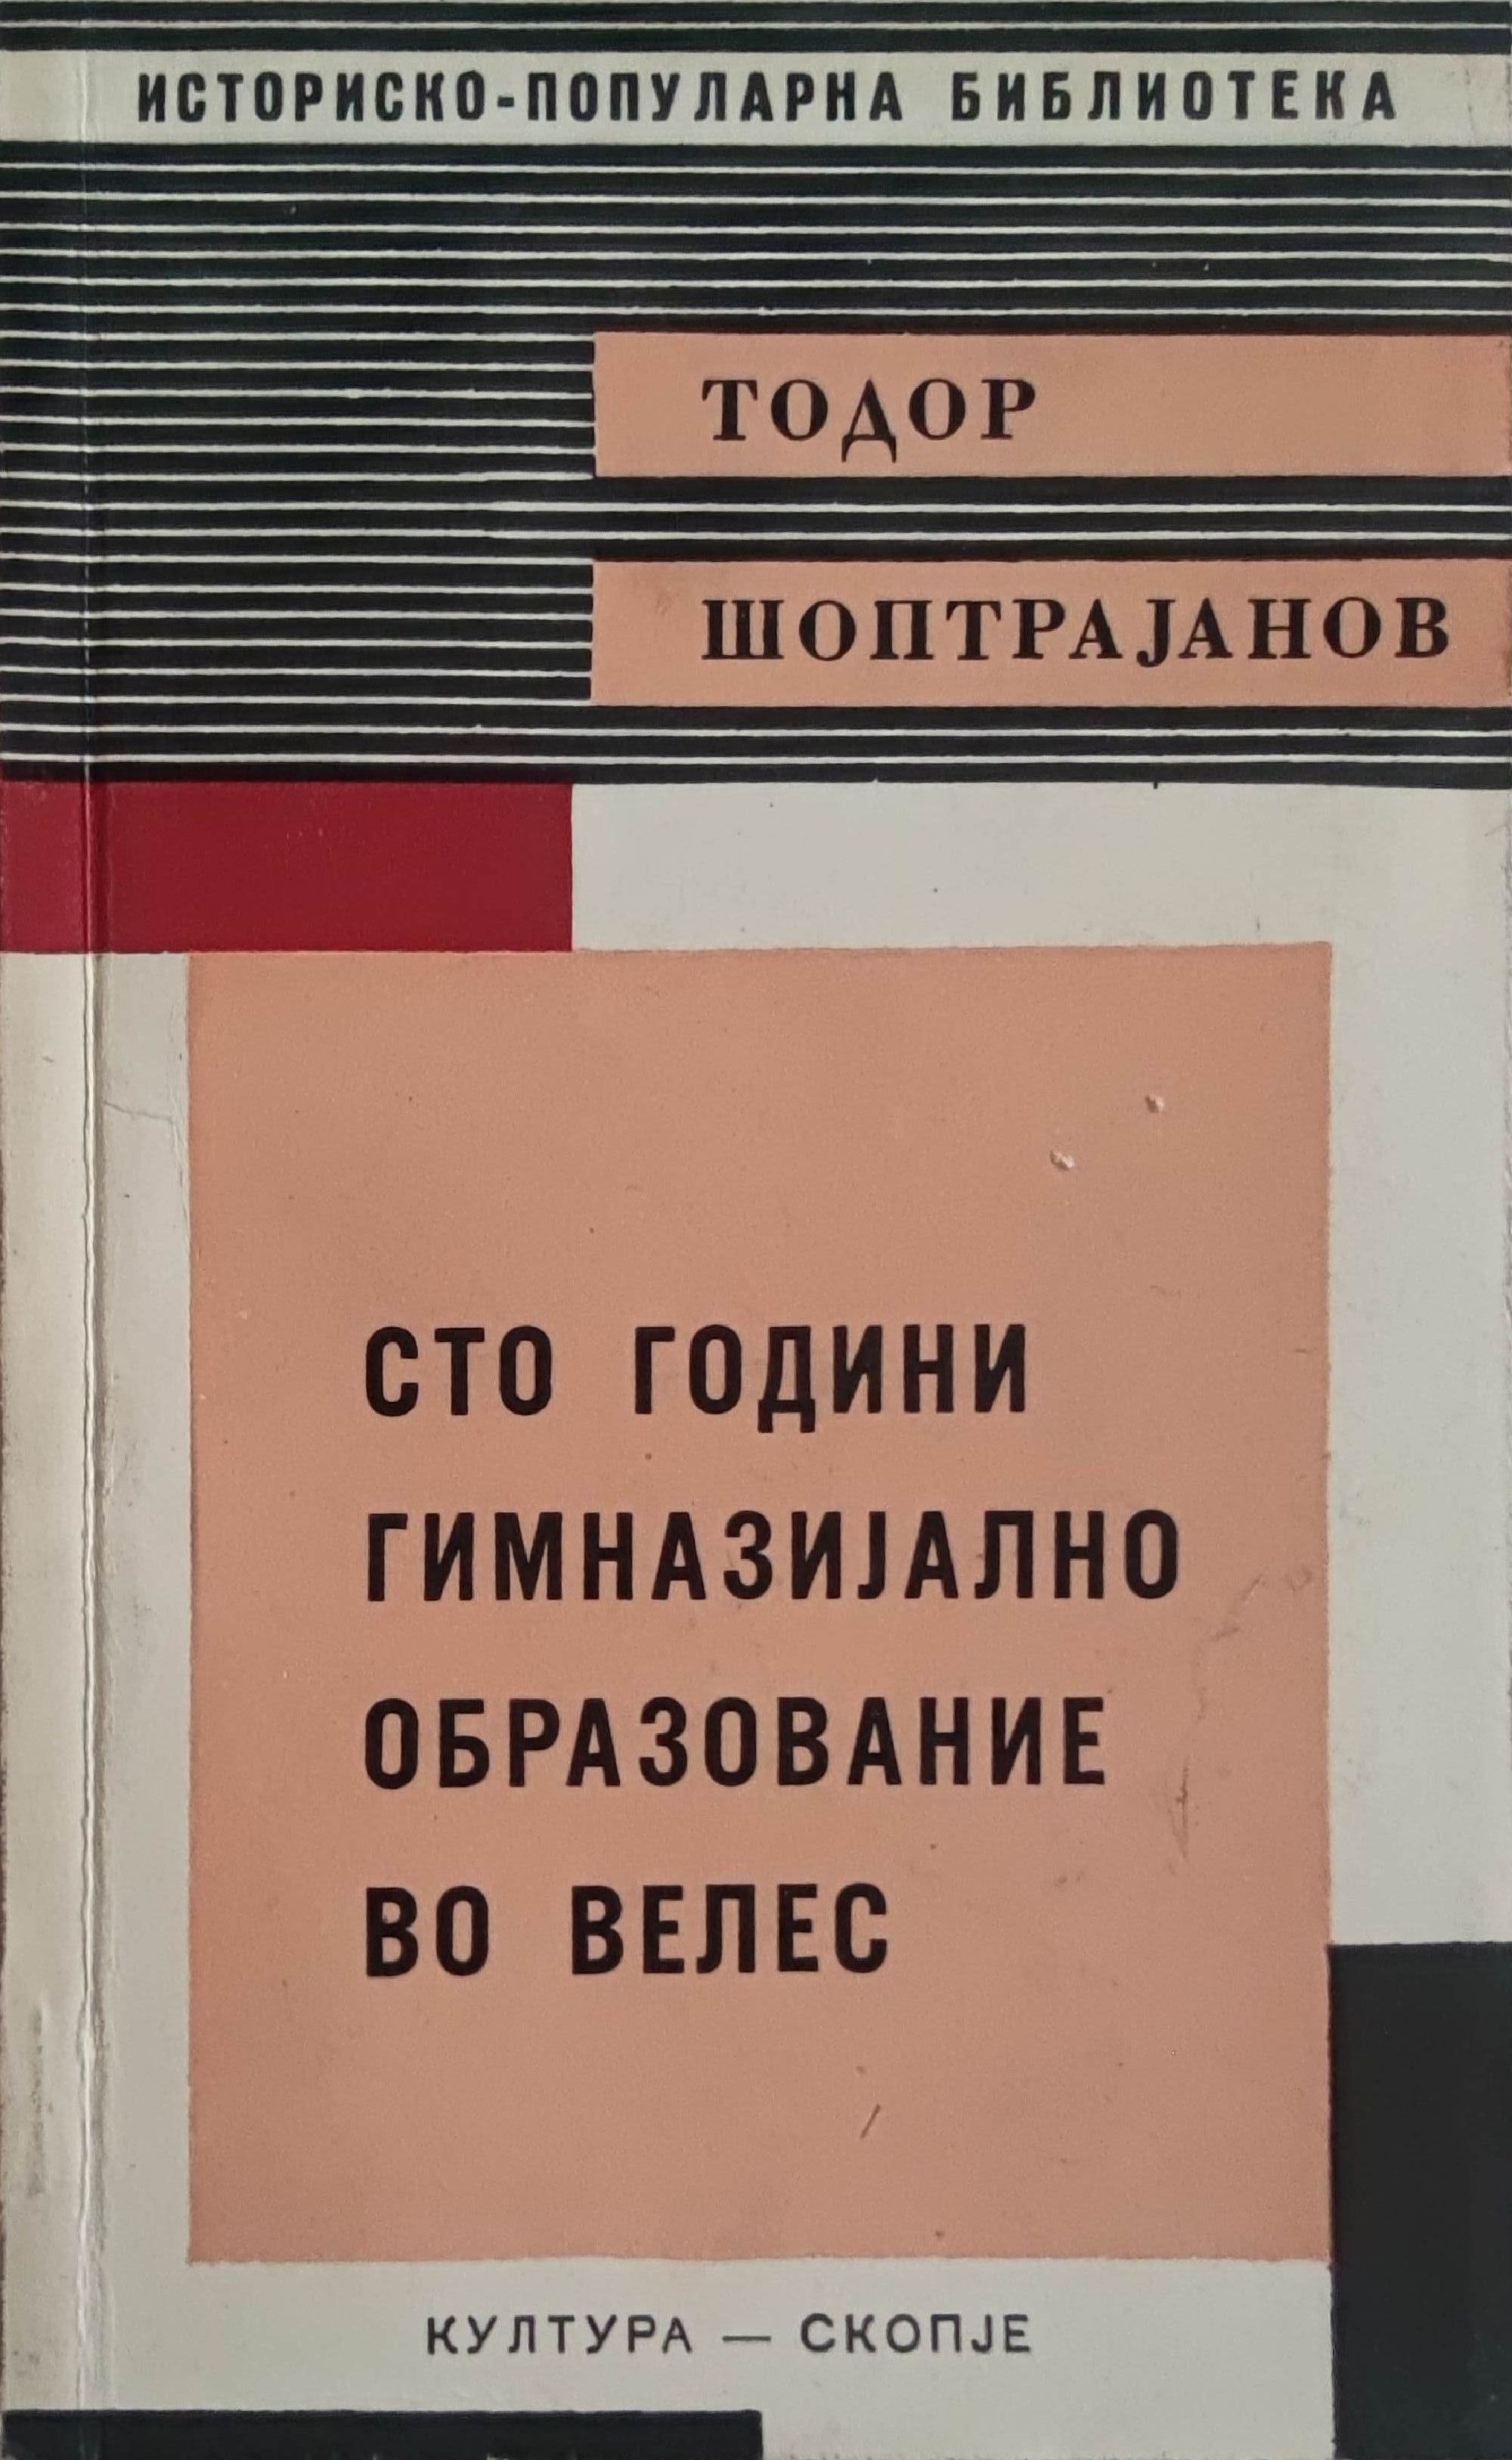 ИСТОРИСКО-ПОПУЛАРНА БИБЛИОТЕКА
ТОДОР
ШОПТРАЈАНОВ
СТО ГОДИНИ
ГИМНАЗИЈАЛНО
ОБРАЗОВАНИЕ
ВО ВЕЛЕС
КУЛТУРА — СКОПЈЕ